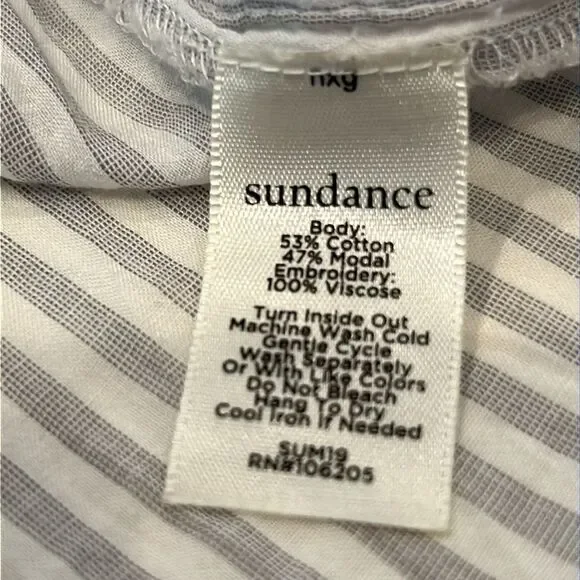 nxg
sundance
Body:
53% Cotton
47% Modal
Embroidery:
100% Viscose
Turn Inside Out
Machine Wash Cold
Gentle Cycle
Wash Separately
Or With Like Colors
Do Not Bleach
Hang To Dry
Cool Iron If Needed
SUM19
RN#106205